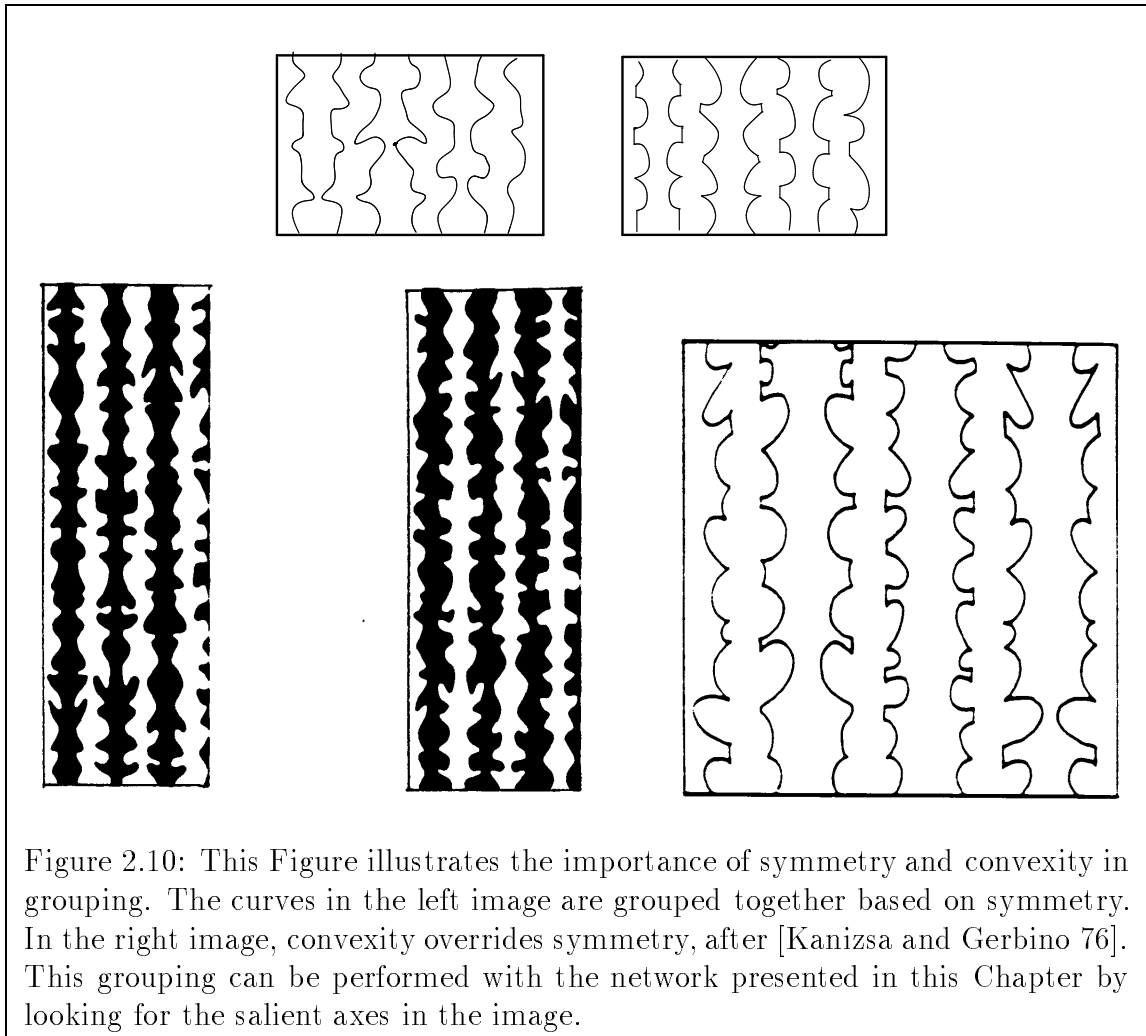 Figure 2.10: This Figure illustrates the importance of symmetry and convexity in
grouping. The curves in the left image are grouped together based on symmetry.
In the right image, convexity overrides symmetry, after [Kanizsa and Gerbino 76].
This grouping can be performed with the network presented in this Chapter by
looking for the salient axes in the image.